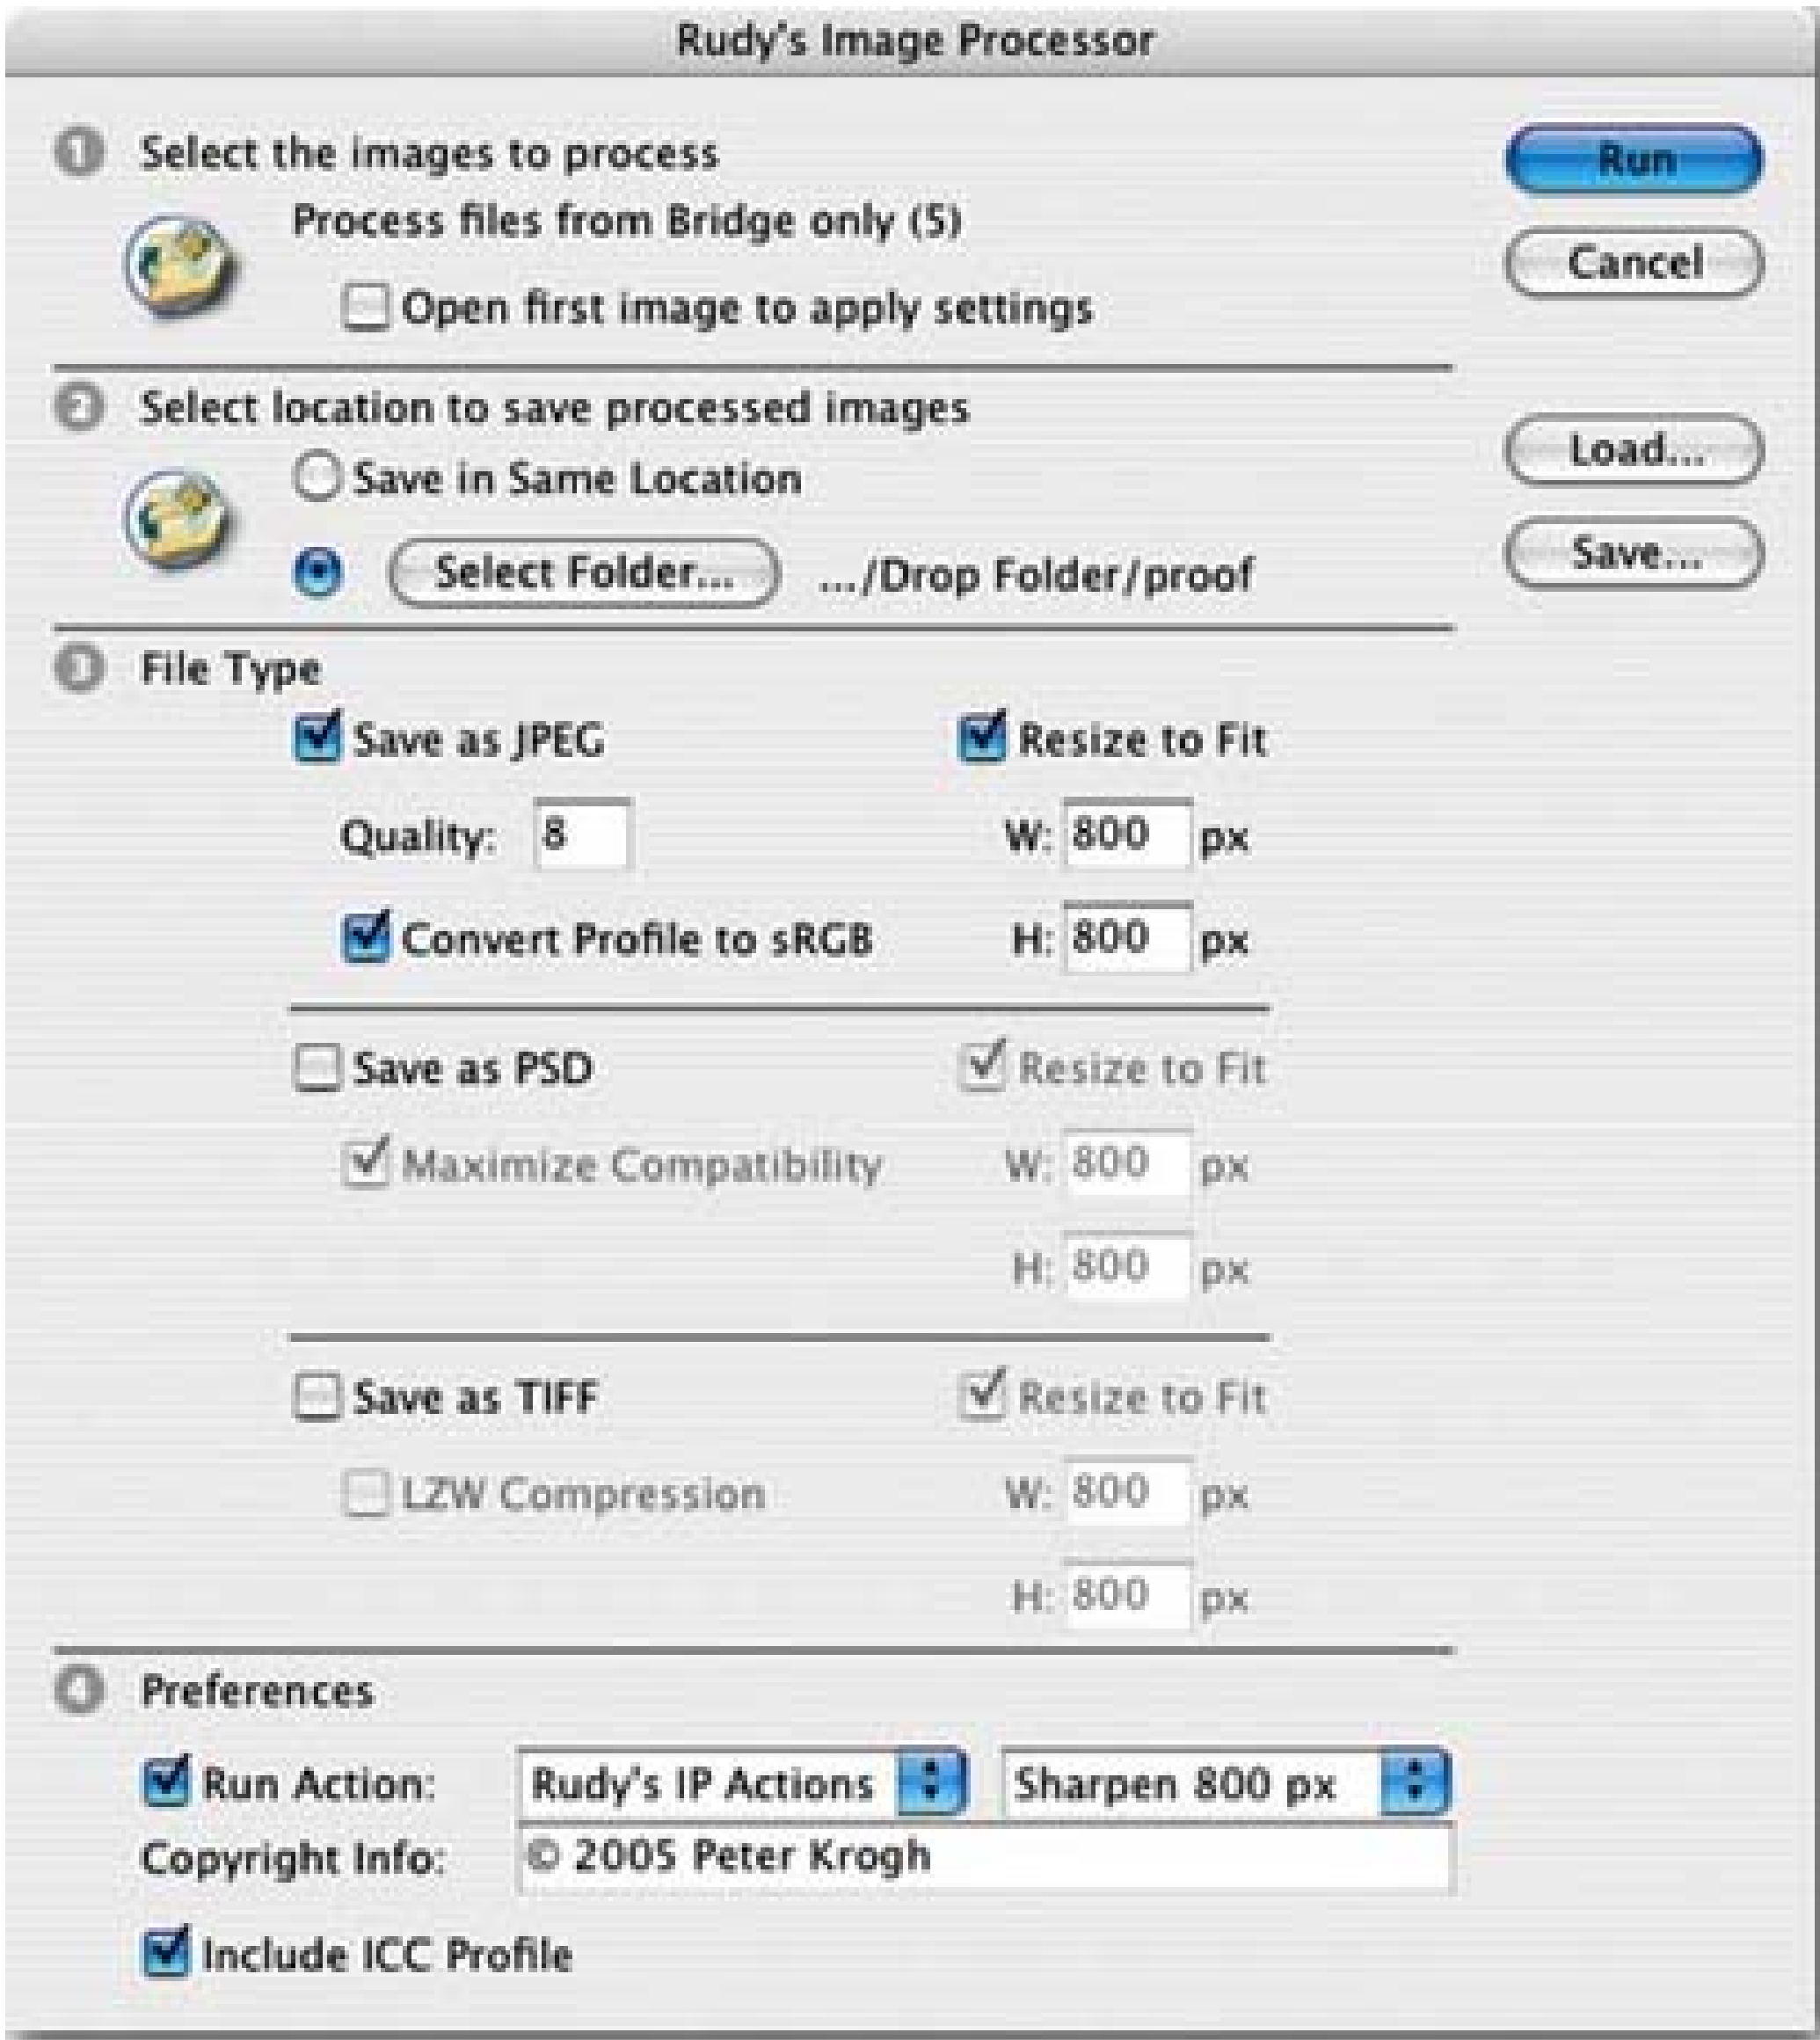 Rudy's Image Processor
1 Select the images to process
Run
Process files from Bridge only (5)
Cancel
Open first image to apply settings
2 Select location to save processed images
Load...
Save in Same Location
Select Folder... .../Drop Folder/proof
Save...
3 File Type
Save as JPEG Resize to Fit
Quality: 8 W: 800 px
Convert Profile to sRGB H: 800 px
Save as PSD Resize to Fit
Maximize Compatibility W: 800 px
H: 800 px
Save as TIFF Resize to Fit
LZW Compression W: 800 px
H: 800 px
4 Preferences
Run Action: Rudy's IP Actions Sharpen 800 px
Copyright Info: © 2005 Peter Krogh
Include ICC Profile